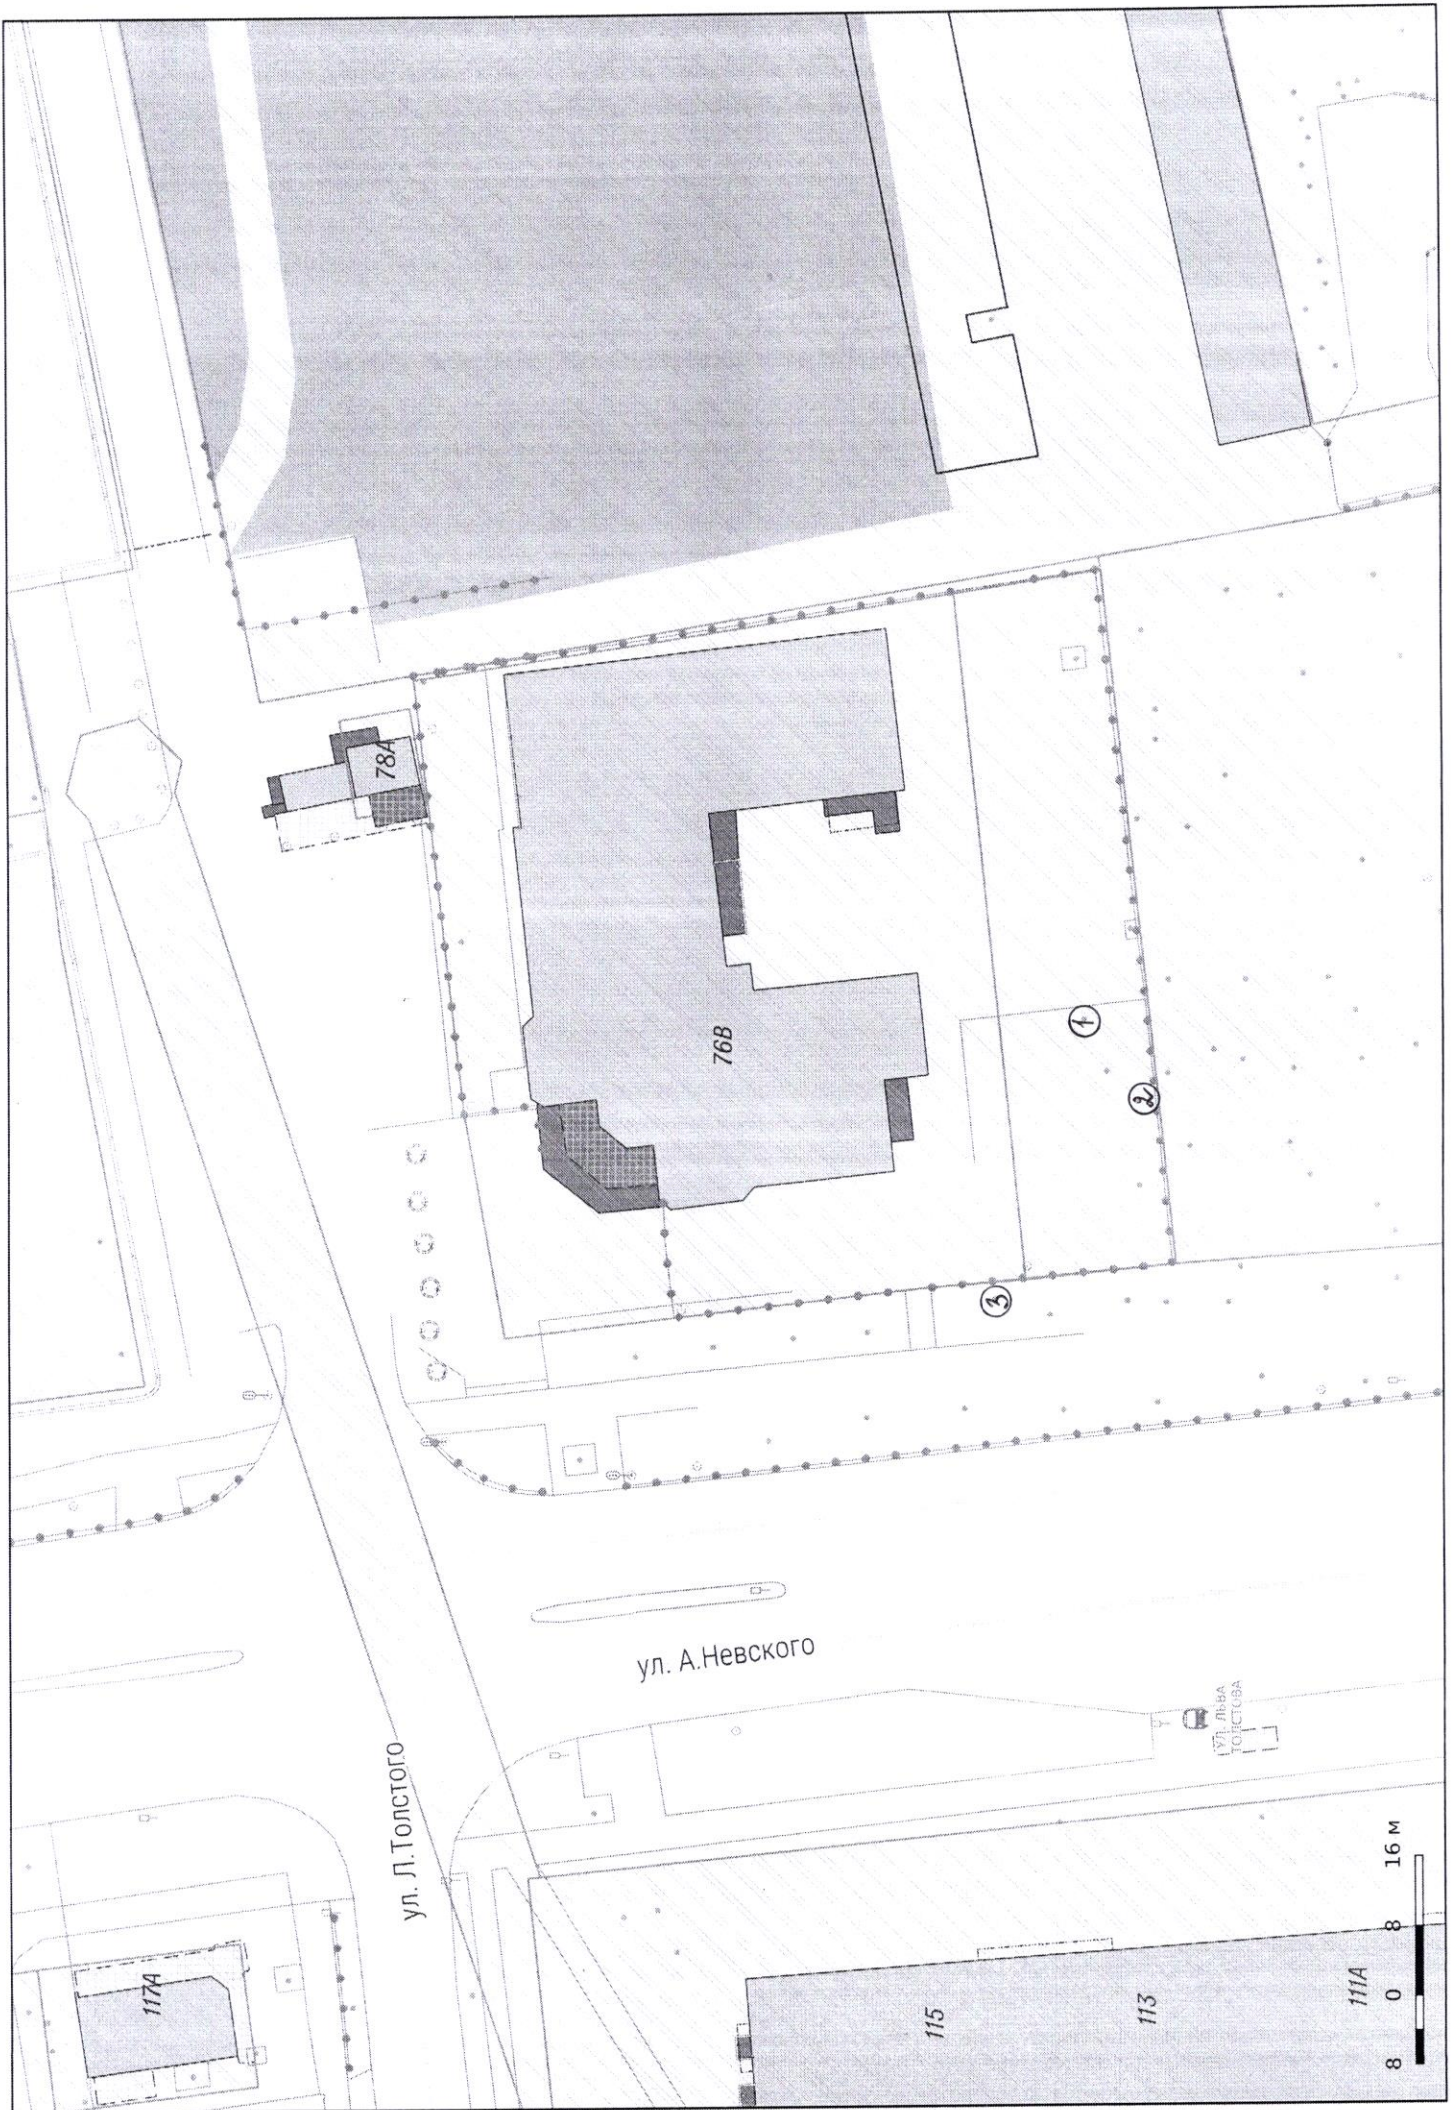 78А
76В
1
2
3
ул. А.Невского
ул. Л.Толстого
УЛ. ЛЬВА
ТОЛСТОВА
117А
115
113
111А
8 0 8 16 м